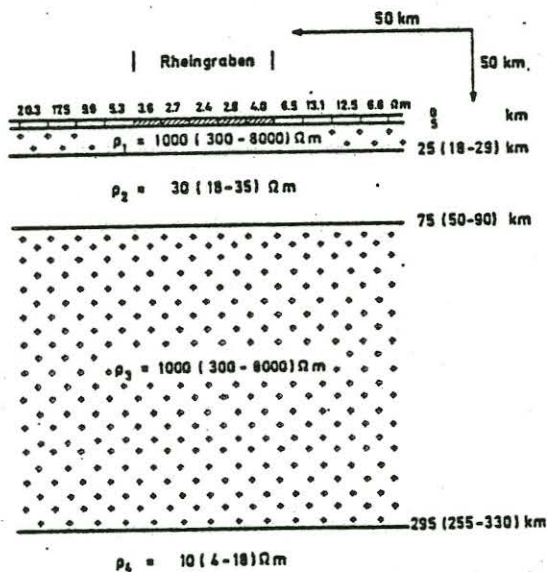 50 km
| Rheingraben |
50 km.
20.3 17.5 9.9 5.3 3.6 2.7 2.4 2.8 4.0 6.5 13.1 12.5 6.6 Ωm
0 km
5
ρ₁ = 1000 ( 300 - 8000) Ωm
25 (18-29) km
ρ₂ = 30 ( 18-35) Ωm
75 (50-90) km
ρ₃ = 1000 ( 300 - 8000) Ωm
295 (255-330) km
ρ₄ = 10 ( 4-18) Ωm